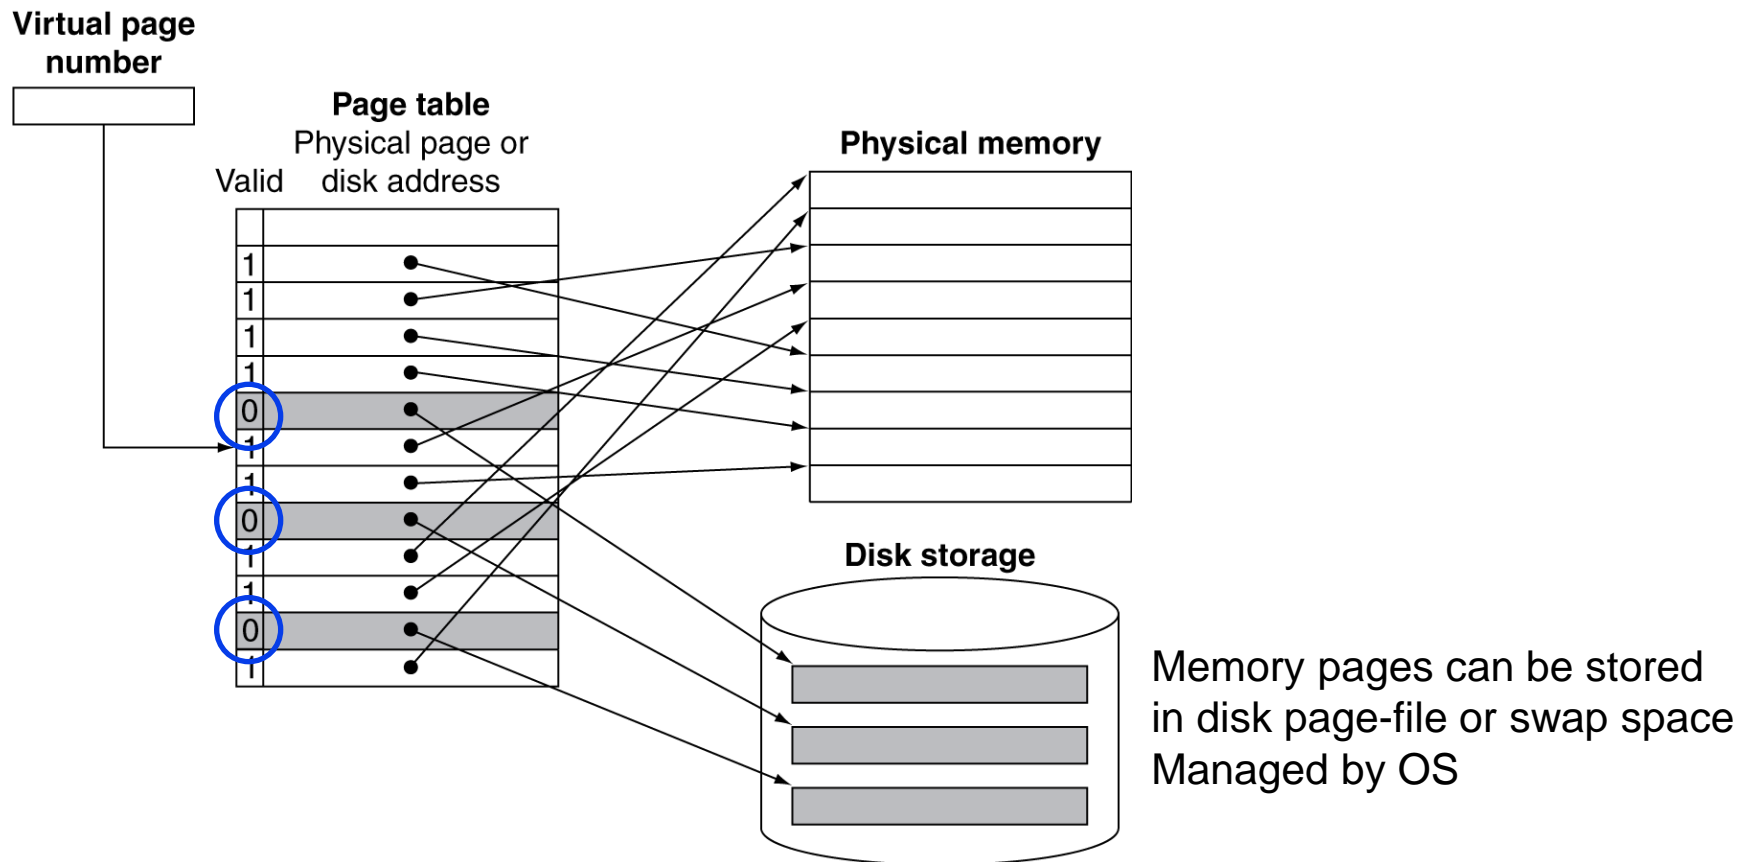 Virtual page
number
Page table
Physical page or
Valid disk address
Physical memory
1
1
1
1
0
1
1
0
1
1
0
1
Disk storage
Memory pages can be stored
in disk page-file or swap space
Managed by OS